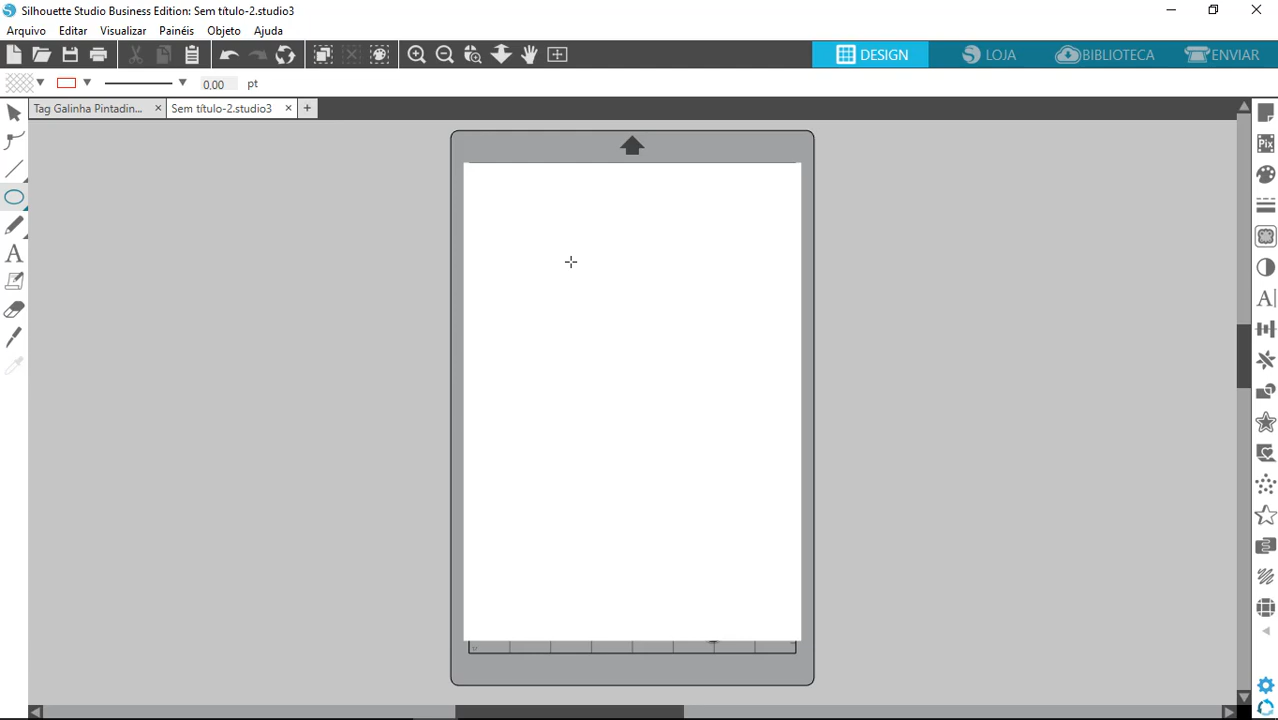 Silhouette Studio Business Edition: Sem título-2.studio3
Arquivo Editar Visualizar Painéis Objeto Ajuda
DESIGN LOJA BIBLIOTECA ENVIAR
0,00 pt
Tag Galinha Pintadin... Sem título-2.studio3
Pix
A A